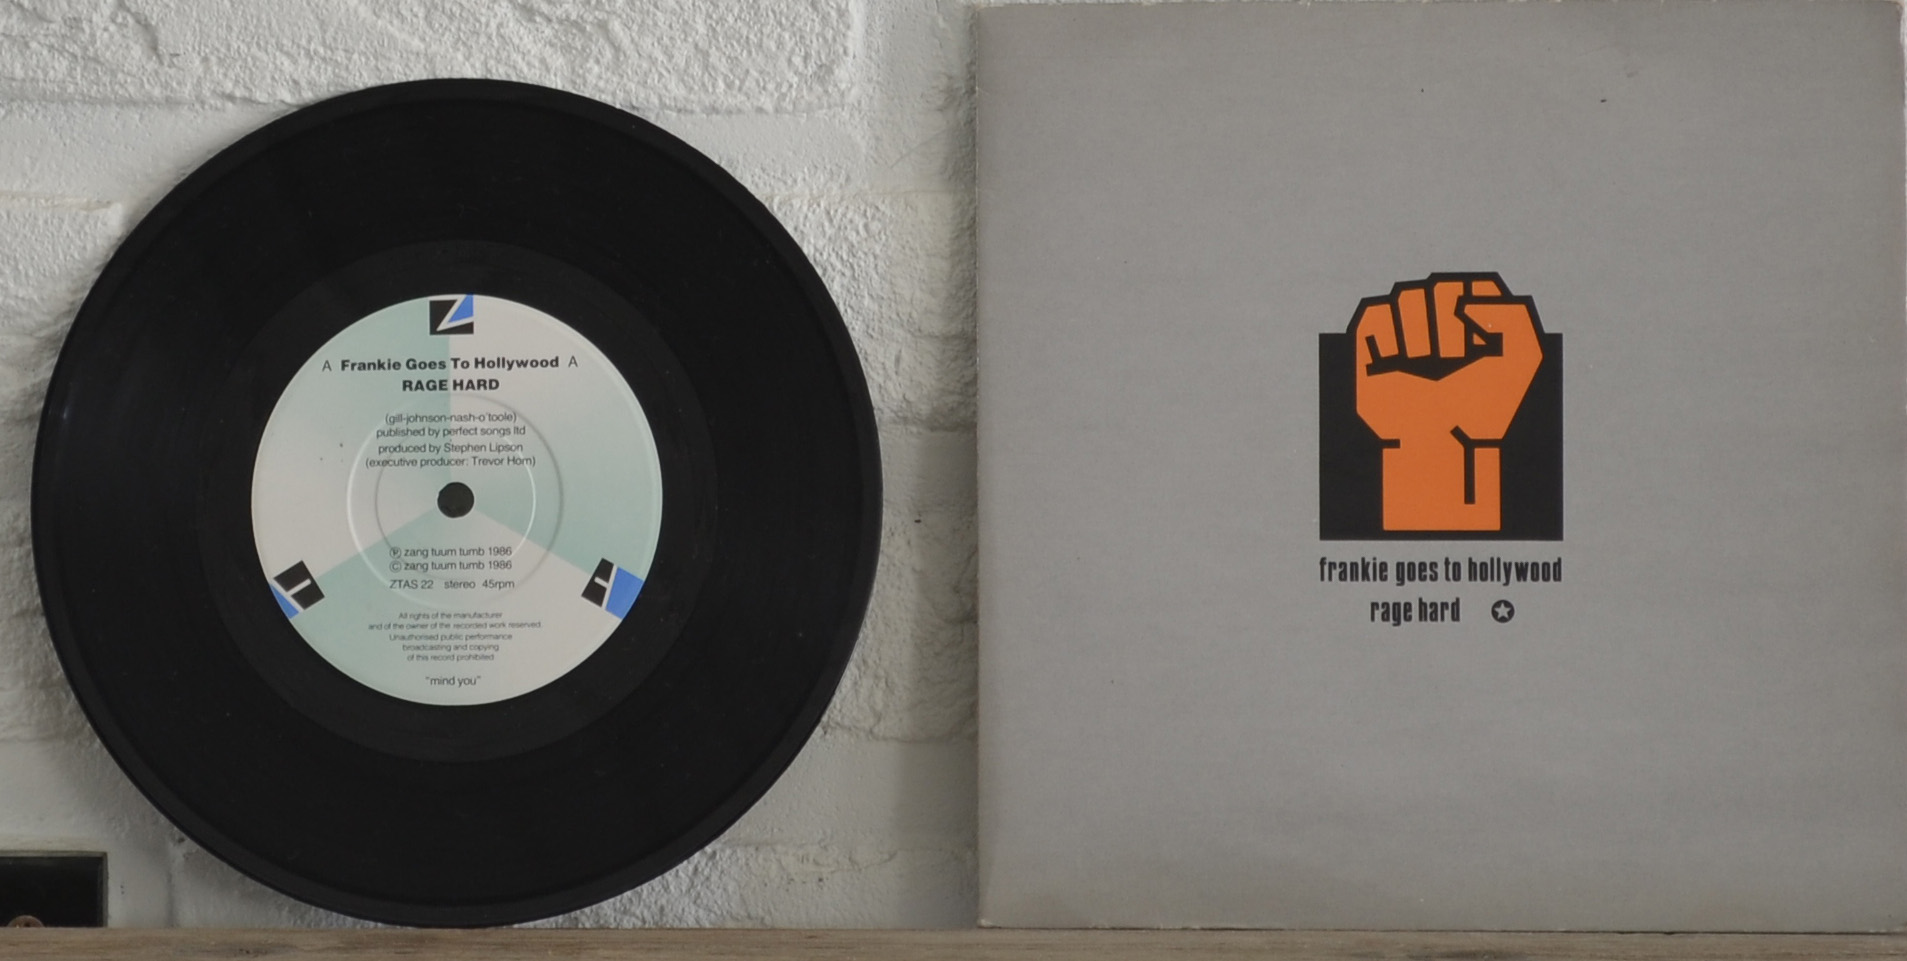 A Frankie Goes To Hollywood A
RAGE HARD
(gill-johnson-nash-o'toole)
published by perfect songs ltd
produced by Stephen Lipson
(executive producer: Trevor Horn)
Ⓟ zang tuum tumb 1986
© zang tuum tumb 1986
ZTAS 22 stereo 45rpm
All rights of the manufacturer
and of the owner of the recorded work reserved.
Unauthorised public performance
broadcasting and copying
of this record prohibited
"mind you"
frankie goes to hollywood
rage hard